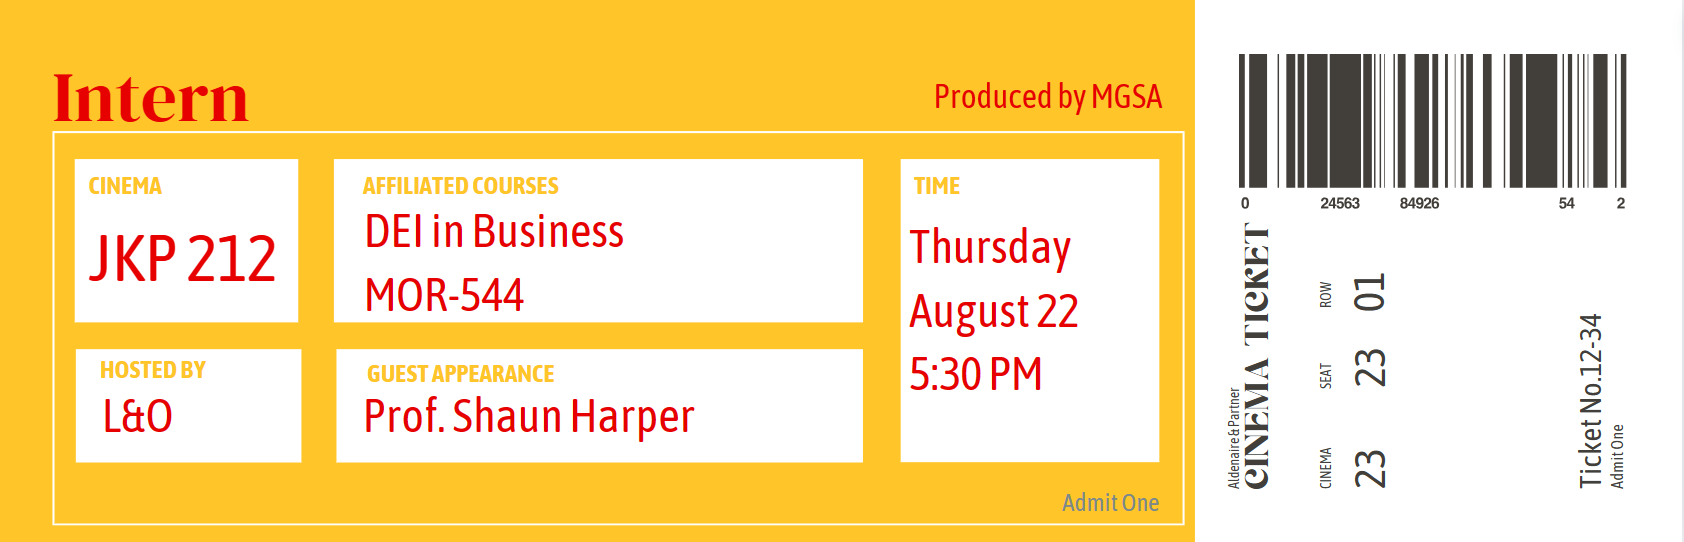 Intern
Produced by MGSA
CINEMA
JKP 212
AFFILIATED COURSES
DEI in Business
MOR-544
TIME
Thursday
August 22
5:30 PM
HOSTED BY
L&O
GUEST APPEARANCE
Prof. Shaun Harper
Admit One
0 24563 84926 54 2
Aldenaire & Partner
CINEMA TICKET
CINEMA SEAT ROW
23 23 01
Ticket No.12-34
Admit One